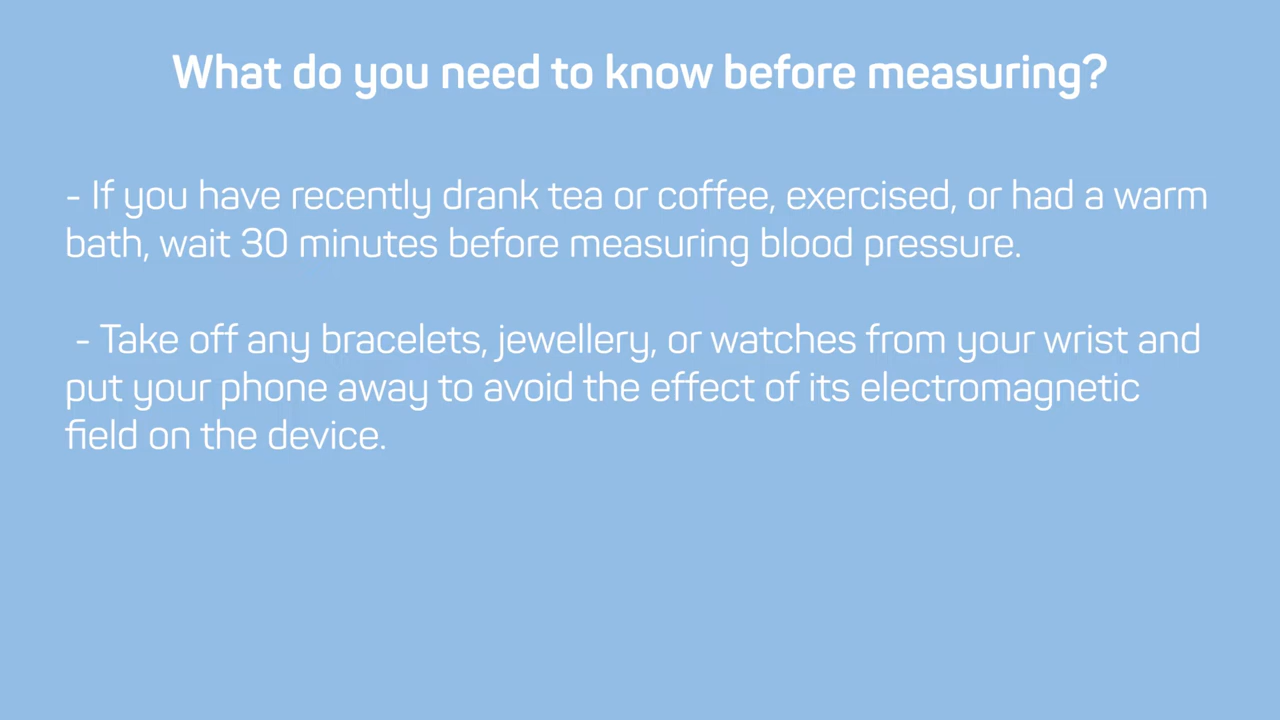 What do you need to know before measuring?
- If you have recently drank tea or coffee, exercised, or had a warm
bath, wait 30 minutes before measuring blood pressure.
- Take off any bracelets, jewellery, or watches from your wrist and
put your phone away to avoid the effect of its electromagnetic
field on the device.